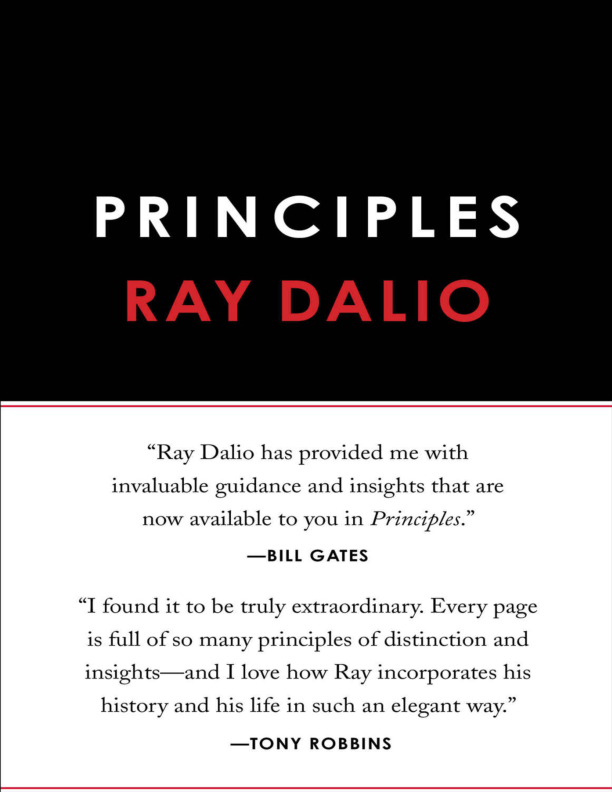 PRINCIPLES
RAY DALIO
“Ray Dalio has provided me with
invaluable guidance and insights that are
now available to you in Principles.”
—BILL GATES
“I found it to be truly extraordinary. Every page
is full of so many principles of distinction and
insights—and I love how Ray incorporates his
history and his life in such an elegant way.”
—TONY ROBBINS